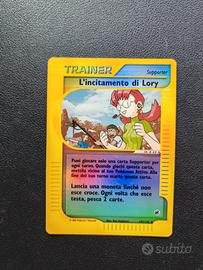 TRAINER
Supporter
L'incitamento di Lory
Puoi giocare solo una carta Supporter per
ogni turno. Quando giochi questa carta,
mettila vicino al tuo Pokémon Attivo. Alla
fine del tuo turno scarta questa carta.
Lancia una moneta finché non
esce croce. Ogni volta che esce
testa, pesca 2 carte.
subito